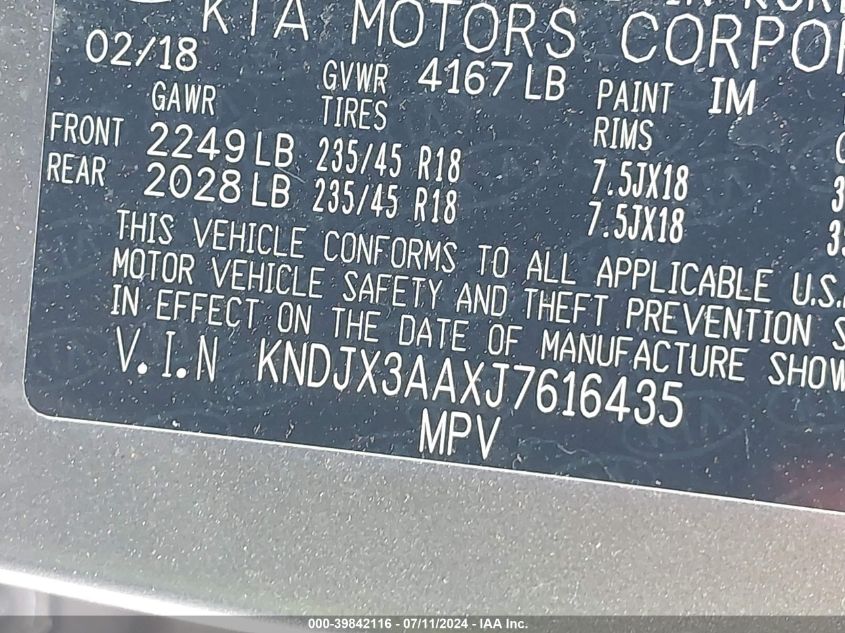 KIA MOTORS
02/18 GVWR 4167 LB PAINT IM
GAWR TIRES RIMS
FRONT 2249 LB 235/45 R18 7.5JX18
REAR 2028 LB 235/45 R18 7.5JX18
THIS VEHICLE CONFORMS TO ALL APPLICABLE U.S.
MOTOR VEHICLE SAFETY AND THEFT PREVENTION
IN EFFECT ON THE DATE OF MANUFACTURE SHOW
V.I.N KNDJX3AAXJ7616435
MPV
000-39842116 - 07/11/2024 - IAA Inc.